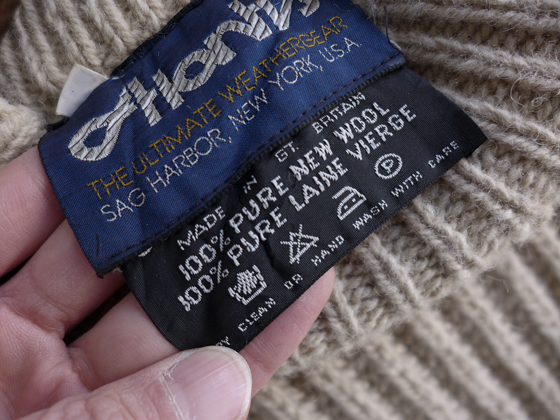 THE ULTIMATE WEATHERGEAR
SAG HARBOR, NEW YORK, U.S.A.
MADE IN GT. BRITAIN
100% PURE NEW WOOL
100% PURE LAINE VIERGE
P
CLEAN OR HAND WASH WITH CARE